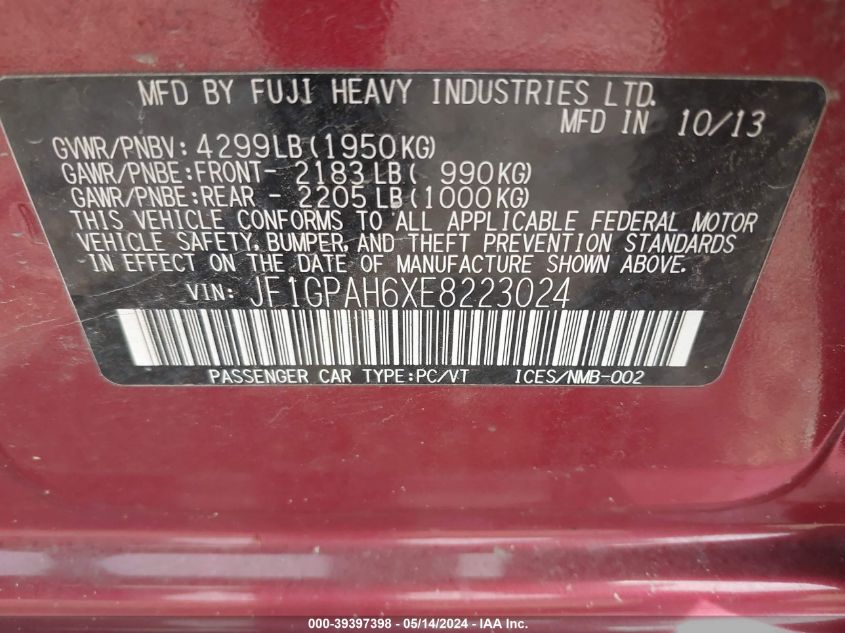 MFD BY FUJI HEAVY INDUSTRIES LTD.
MFD IN 10/13
GVWR/PNBV: 4299LB(1950KG)
GAWR/PNBE:FRONT- 2183LB( 990KG)
GAWR/PNBE:REAR - 2205LB(1000KG)
THIS VEHICLE CONFORMS TO ALL APPLICABLE FEDERAL MOTOR
VEHICLE SAFETY, BUMPER, AND THEFT PREVENTION STANDARDS
IN EFFECT ON THE DATE OF MANUFACTURE SHOWN ABOVE.
VIN: JF1GPAH6XE8223024
PASSENGER CAR TYPE:PC/VT ICES/NMB-002
000-39397398 - 05/14/2024 - IAA Inc.